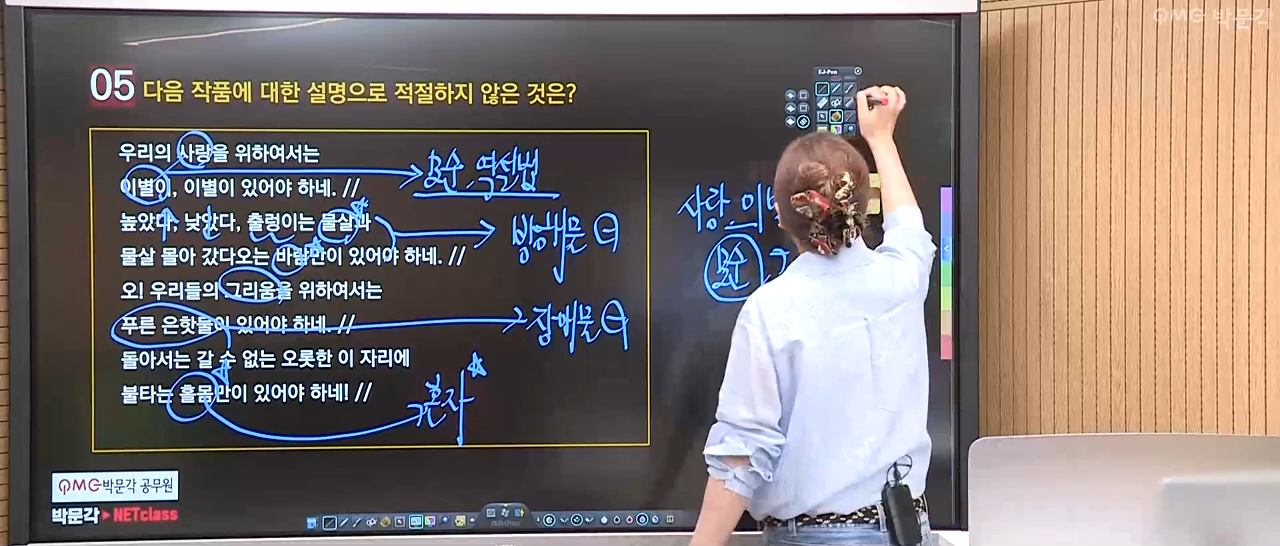 QMG 박문각
05 다음 작품에 대한 설명으로 적절하지 않은 것은?
EJ-Pen
우리의 사랑을 위하여서는
이별이, 이별이 있어야 하네. //
높았다, 낮았다, 출렁이는 물살과
물살 몰아 갔다오는 바람만이 있어야 하네. //
오! 우리들의 그리움을 위하여서는
푸른 은핫물이 있어야 하네. //
돌아서는 갈 수 없는 오롯한 이 자리에
불타는 홀몸만이 있어야 하네! //
모순, 역설법
방해물 ㊀
장애물 ㊀
혼자
사랑, 이
모순
QMG 박문각 공무원
박문각 ▶ NETclass